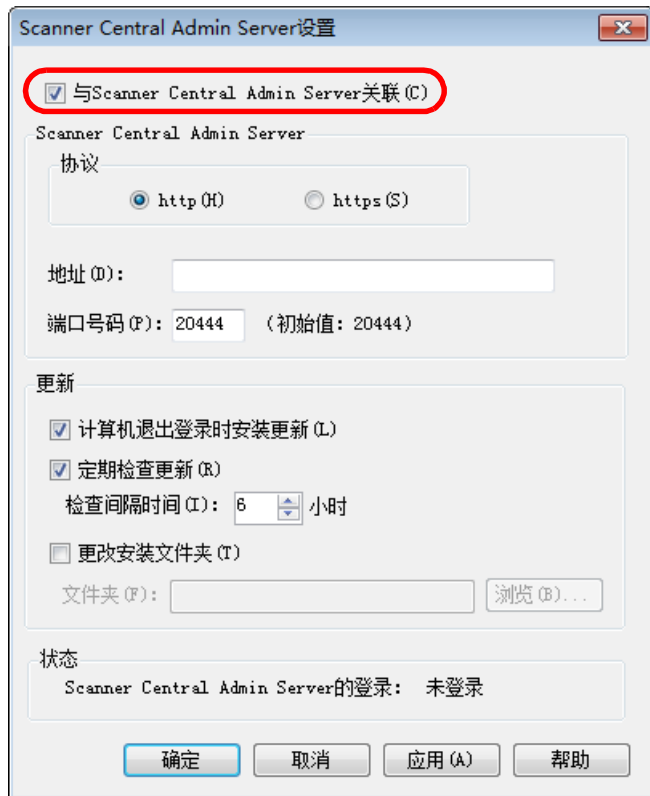 Scanner Central Admin Server设置
与Scanner Central Admin Server关联(C)
Scanner Central Admin Server
协议
http(H) https(S)
地址(D):
端口号码(P): 20444 (初始值: 20444)
更新
计算机退出登录时安装更新(L)
定期检查更新(R)
检查间隔时间(I): 6 小时
更改安装文件夹(T)
文件夹(F): 浏览(B)...
状态
Scanner Central Admin Server的登录: 未登录
确定 取消 应用(A) 帮助